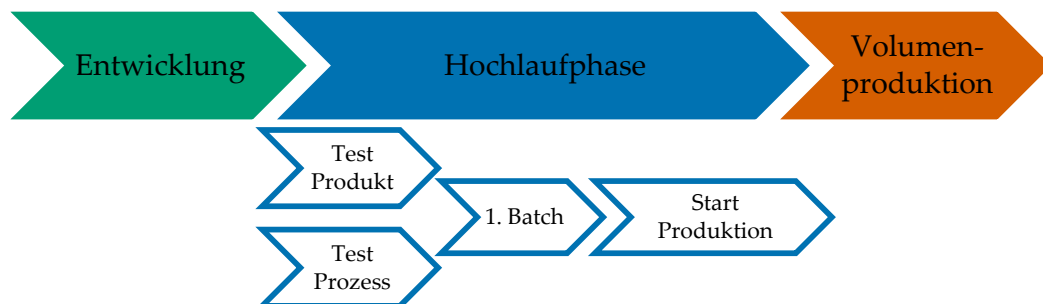 Entwicklung
Hochlaufphase
Volumen-
produktion
Test
Produkt
1. Batch
Start
Produktion
Test
Prozess